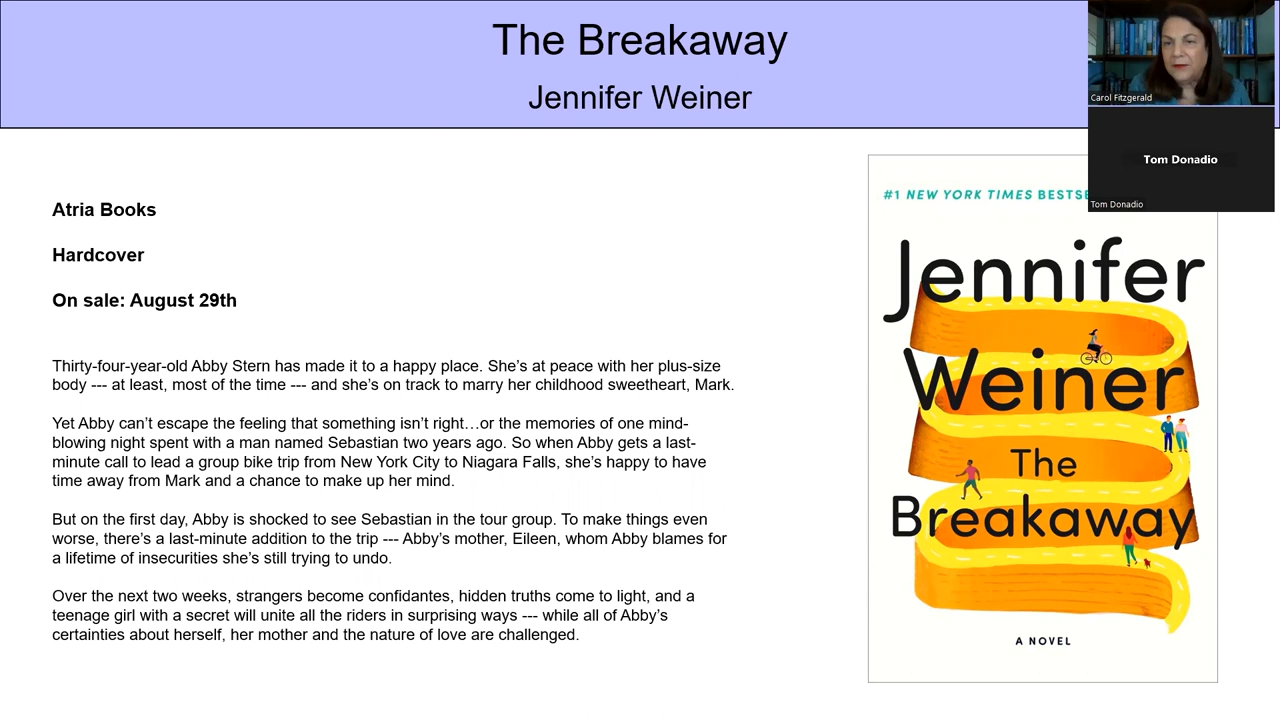 The Breakaway
Jennifer Weiner
Carol Fitzgerald
Tom Donadio
Tom Donadio
Atria Books
Hardcover
On sale: August 29th
Thirty-four-year-old Abby Stern has made it to a happy place. She’s at peace with her plus-size
body --- at least, most of the time --- and she’s on track to marry her childhood sweetheart, Mark.
Yet Abby can’t escape the feeling that something isn’t right…or the memories of one mind-
blowing night spent with a man named Sebastian two years ago. So when Abby gets a last-
minute call to lead a group bike trip from New York City to Niagara Falls, she’s happy to have
time away from Mark and a chance to make up her mind.
But on the first day, Abby is shocked to see Sebastian in the tour group. To make things even
worse, there’s a last-minute addition to the trip --- Abby’s mother, Eileen, whom Abby blames for
a lifetime of insecurities she’s still trying to undo.
Over the next two weeks, strangers become confidantes, hidden truths come to light, and a
teenage girl with a secret will unite all the riders in surprising ways --- while all of Abby’s
certainties about herself, her mother and the nature of love are challenged.
#1 NEW YORK TIMES
Jennifer
Weiner
The
Breakaway
A NOVEL